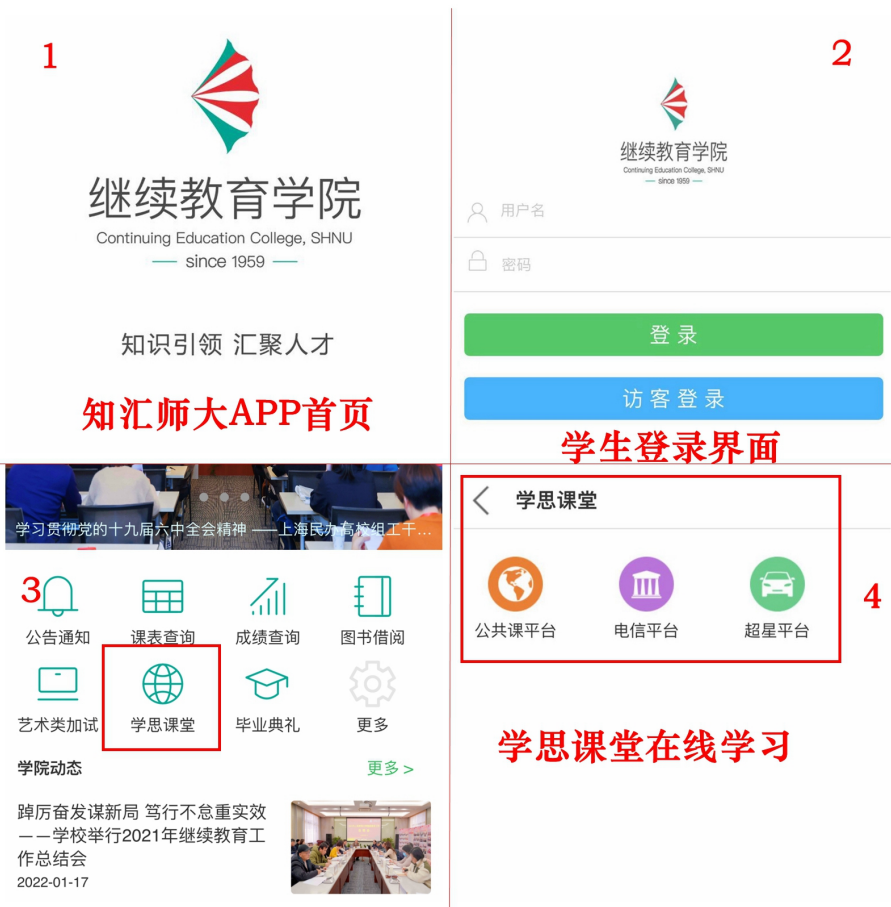 1
继续教育学院
Continuing Education College, SHNU
since 1959
知识引领 汇聚人才
知汇师大APP首页
2
继续教育学院
Continuing Education College, SHNU
since 1959
用户名
密码
登录
访客登录
学生登录界面
学习贯彻党的十九届六中全会精神 ——上海民办高校组工干...
3
公告通知 课表查询 成绩查询 图书借阅
艺术类加试 学思课堂 毕业典礼 更多
学院动态 更多 >
踔厉奋发谋新局 笃行不怠重实效
——学校举行2021年继续教育工
作总结会
2022-01-17
学思课堂
4
公共课平台 电信平台 超星平台
学思课堂在线学习